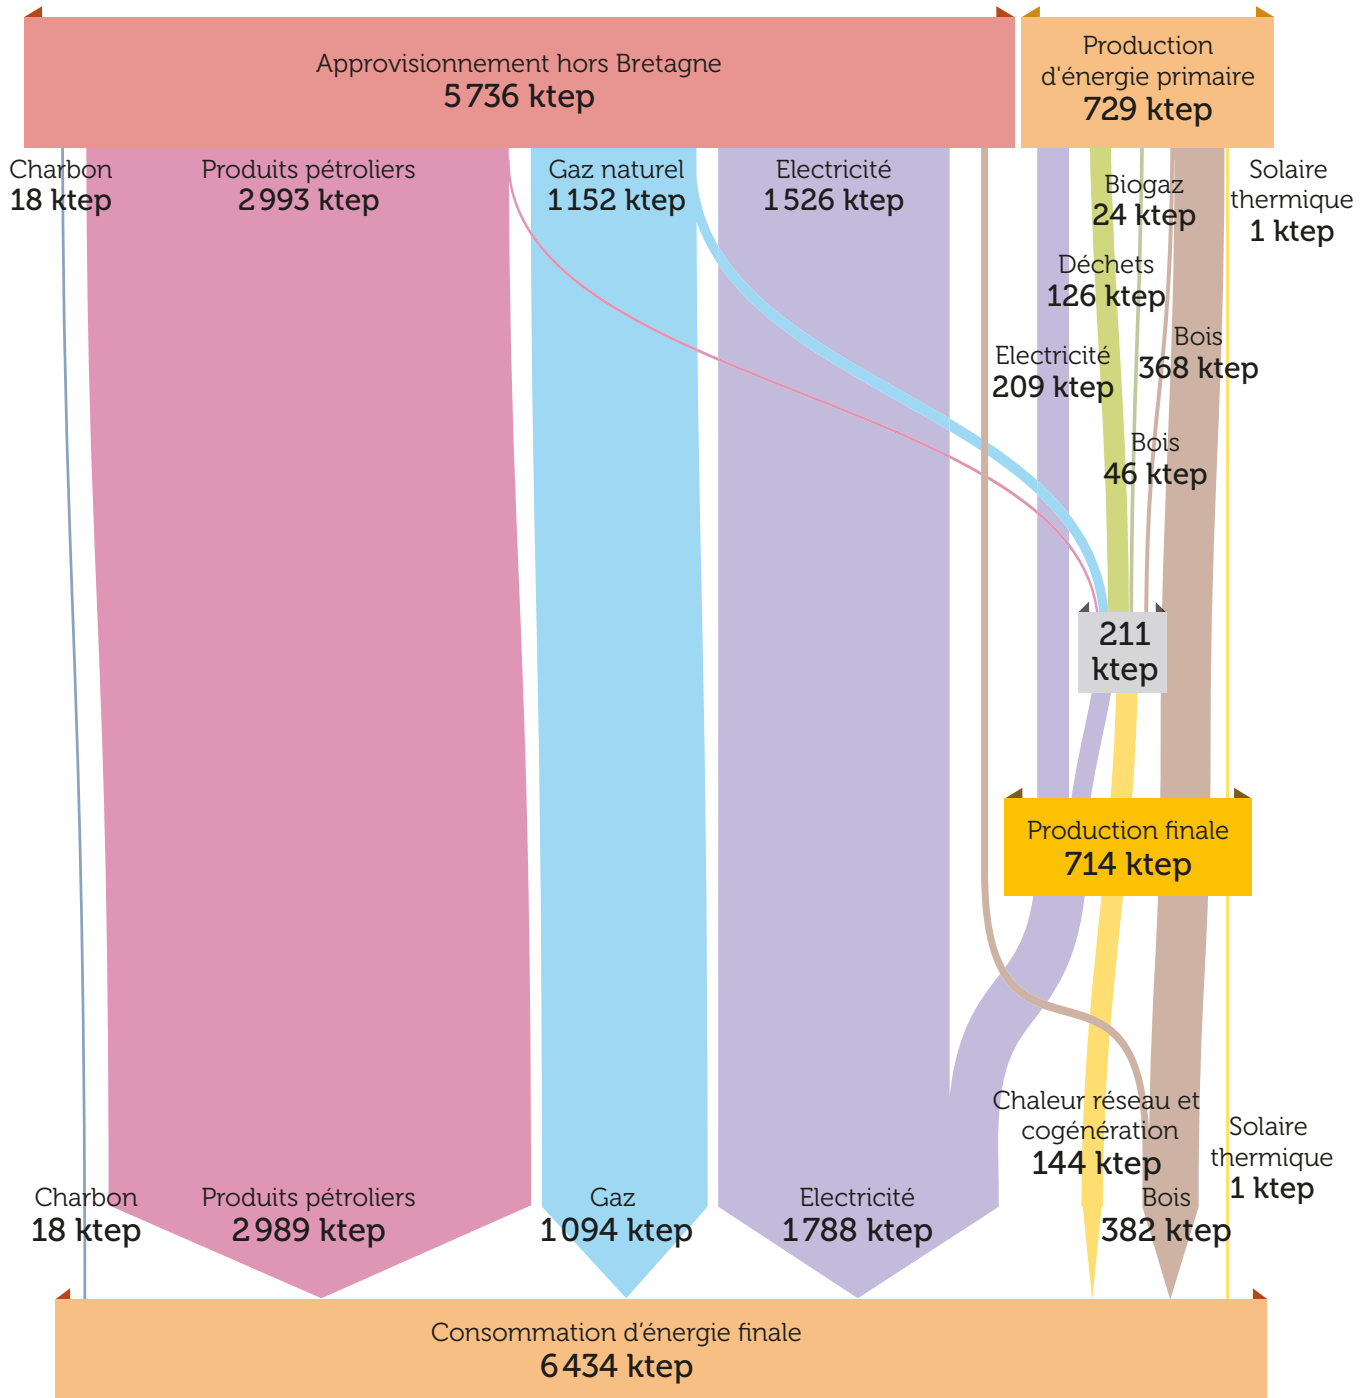 Approvisionnement hors Bretagne
5 736 ktep
Production
d'énergie primaire
729 ktep
Charbon
18 ktep
Produits pétroliers
2 993 ktep
Gaz naturel
1 152 ktep
Electricité
1 526 ktep
Biogaz
24 ktep
Solaire
thermique
1 ktep
Déchets
126 ktep
Electricité
209 ktep
Bois
368 ktep
Bois
46 ktep
211
ktep
Production finale
714 ktep
Charbon
18 ktep
Produits pétroliers
2 989 ktep
Gaz
1 094 ktep
Electricité
1 788 ktep
Chaleur réseau et
cogénération
144 ktep
Bois
382 ktep
Solaire
thermique
1 ktep
Consommation d’énergie finale
6 434 ktep